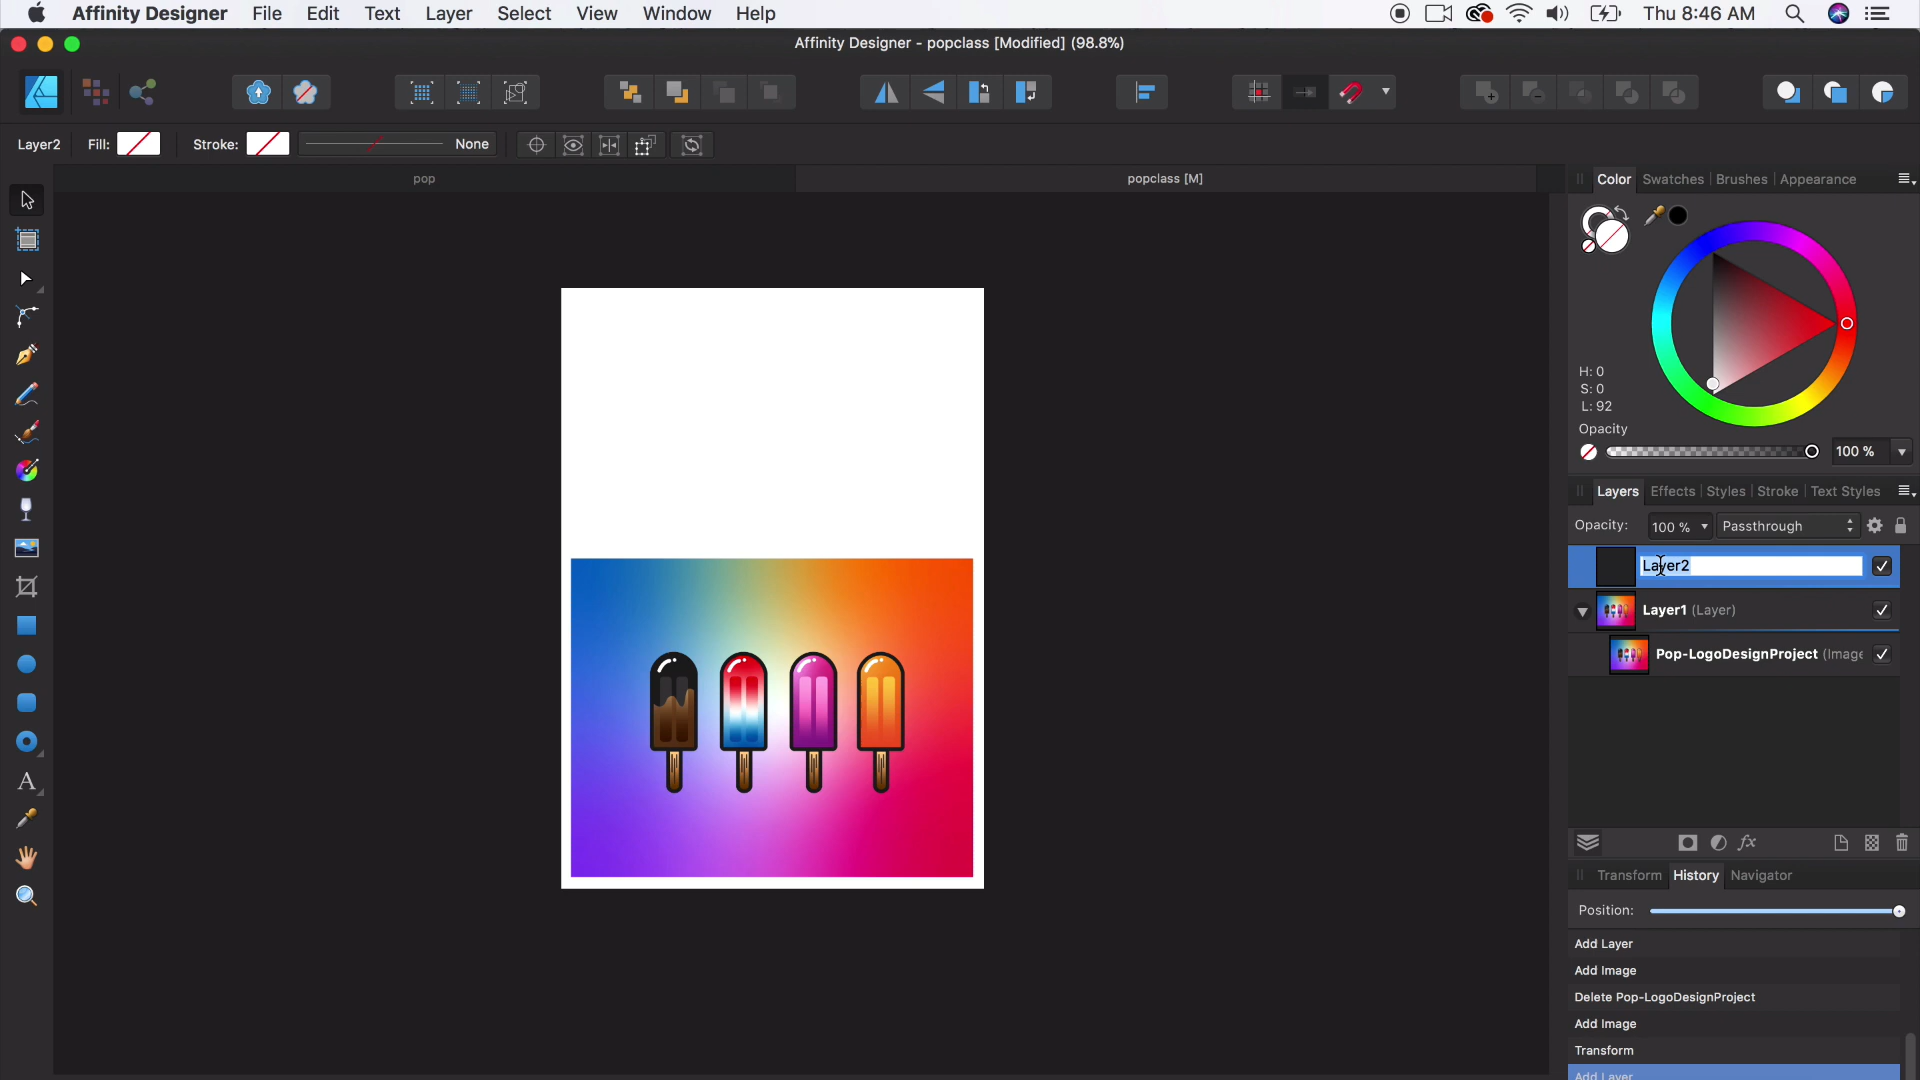 Affinity Designer File Edit Text Layer Select View Window Help Thu 8:46 AM
Affinity Designer - popclass [Modified] (98.8%)
Layer2 Fill: Stroke: None
pop popclass [M]
Color Swatches Brushes Appearance
H: 0
S: 0
L: 92
Opacity
100 %
Layers Effects Styles Stroke Text Styles
Opacity: 100 % Passthrough
Layer2
Layer1 (Layer)
Pop-LogoDesignProject (Image
Transform History Navigator
Position:
Add Layer
Add Image
Delete Pop-LogoDesignProject
Add Image
Transform
Add Layer